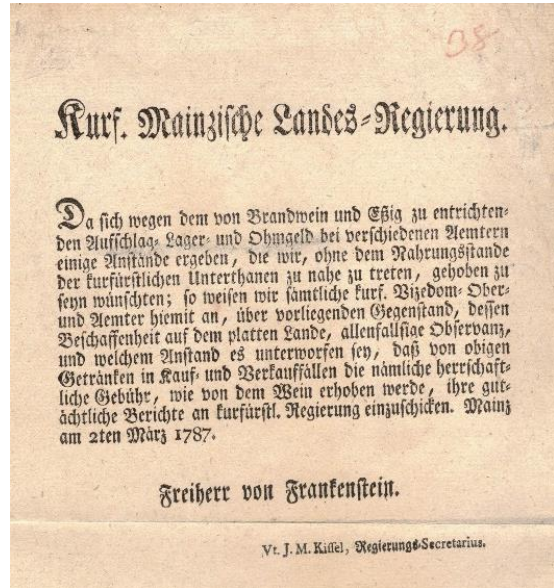 38
Kurf. Mainzische Landes-Regierung.
Da sich wegen dem von Brandwein und Eßig zu entrichten-
den Aufschlag- Lager- und Ohmgeld bei verschiedenen Aemtern
einige Anstände ergeben, die wir, ohne dem Nahrungsstande
der kurfürstlichen Unterthanen zu nahe zu treten, gehoben zu
seyn wünschten; so weisen wir sämtliche kurf. Vizedom- Ober-
und Aemter hiemit an, über vorliegenden Gegenstand, dessen
Beschaffenheit auf dem platten Lande, allenfallsige Observanz,
und welchem Anstand es unterworfen sey, daß von obigen
Getränken in Kauf- und Verkauffällen die nämliche herrschaft-
liche Gebühr, wie von dem Wein erhoben werde, ihre gut-
ächtliche Berichte an kurfürstl. Regierung einzuschicken. Mainz
am 2ten März 1787.
Freiherr von Frankenstein.
Vt. J. M. Kissel, Regierungs-Secretarius.